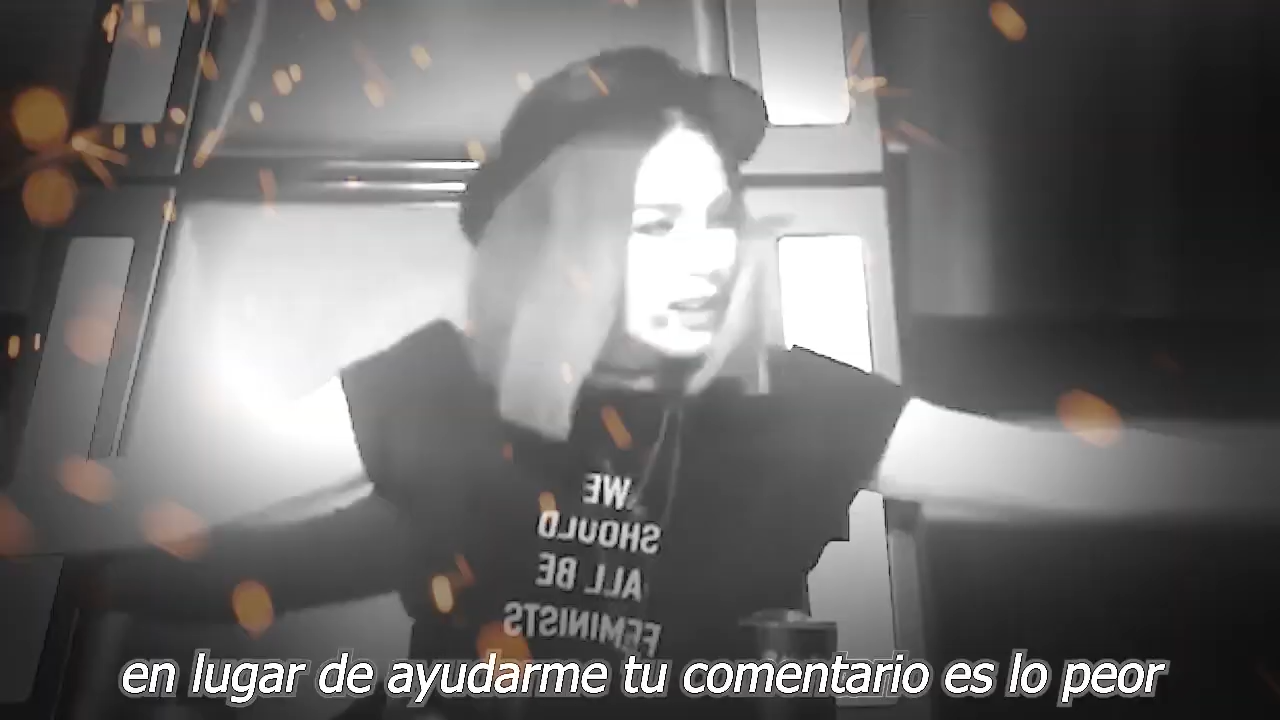 WE
SHOULD
ALL BE
FEMINISTS
en lugar de ayudarme tu comentario es lo peor